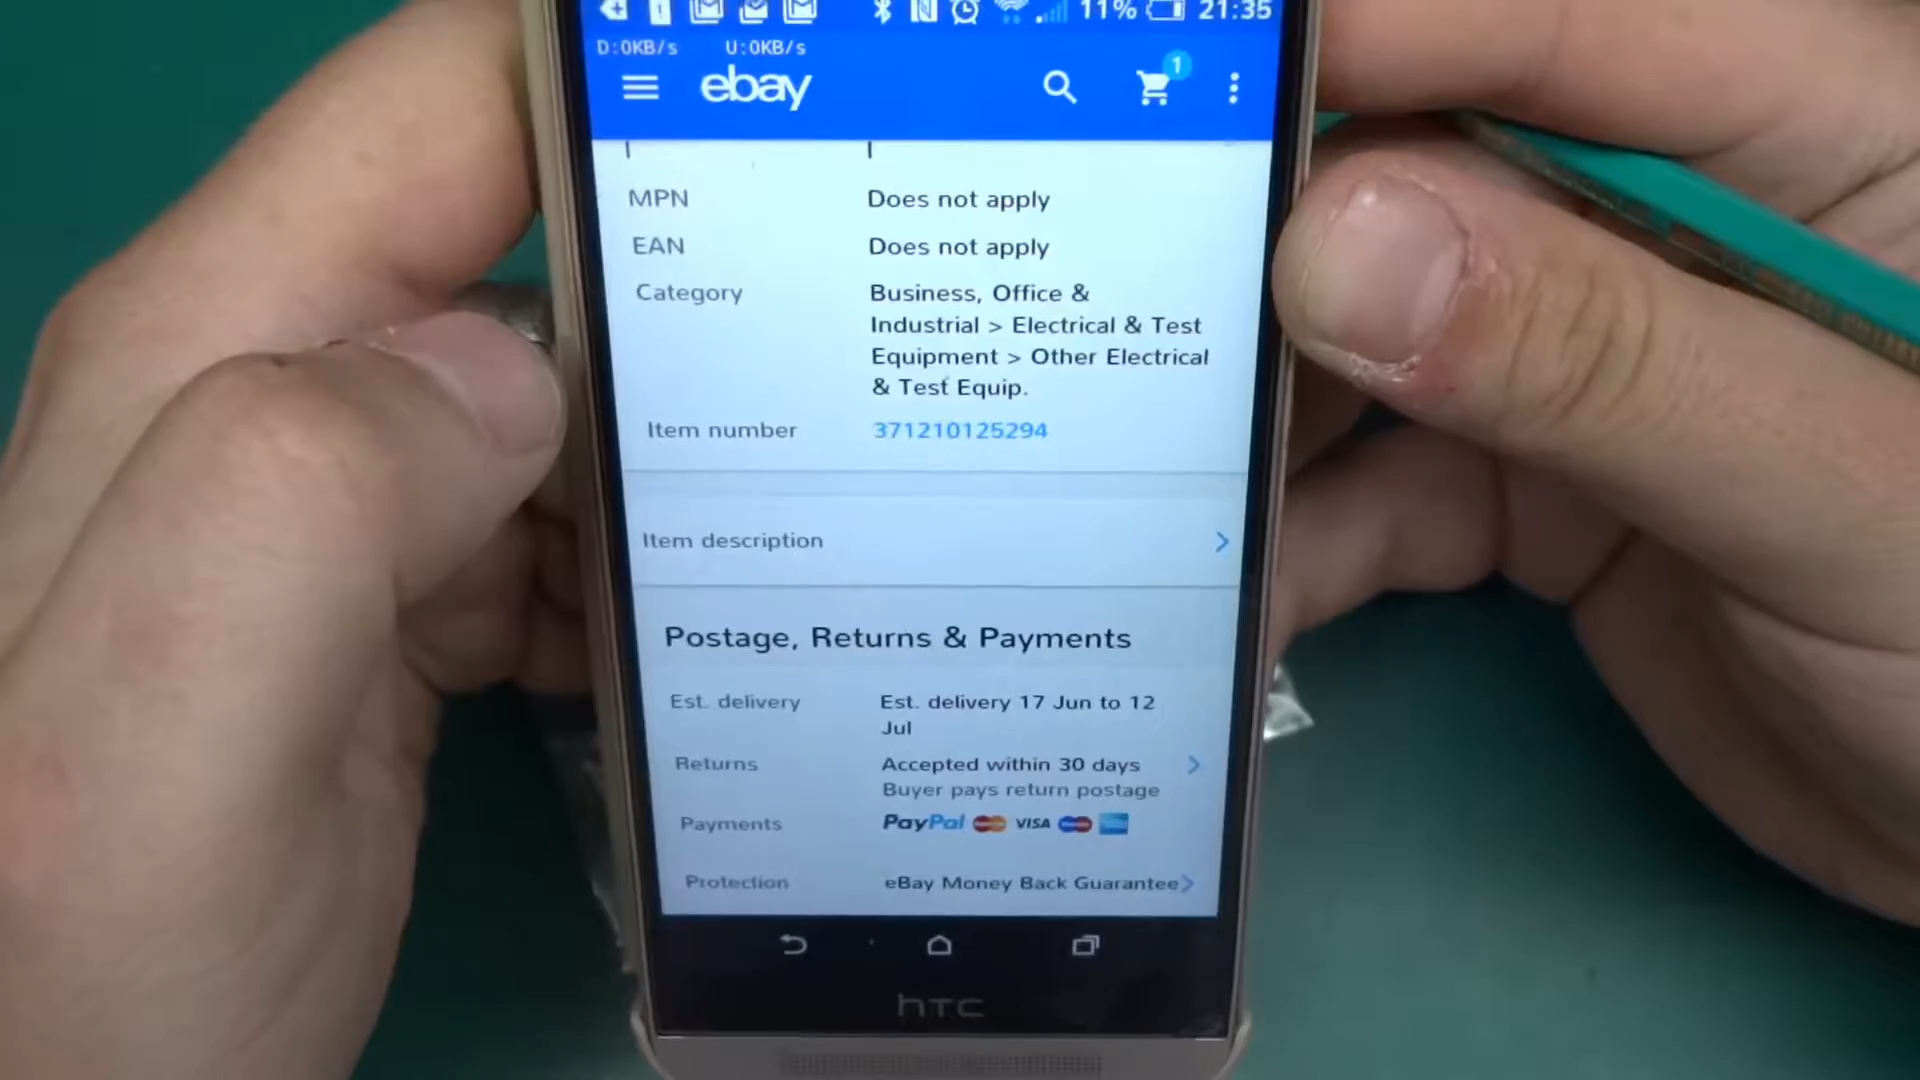 11% 21:35
D:0KB/s U:0KB/s
ebay 1
MPN Does not apply
EAN Does not apply
Category Business, Office &
Industrial > Electrical & Test
Equipment > Other Electrical
& Test Equip.
Item number 371210125294
Item description
Postage, Returns & Payments
Est. delivery Est. delivery 17 Jun to 12
Jul
Returns Accepted within 30 days
Buyer pays return postage
Payments PayPal VISA
Protection eBay Money Back Guarantee
hTC